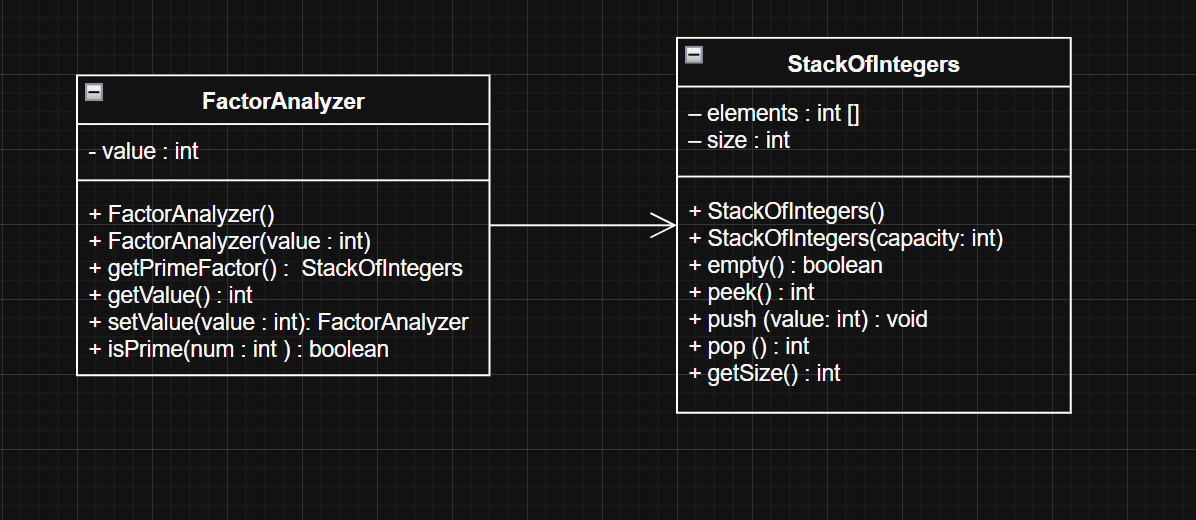 FactorAnalyzer
- value : int
+ FactorAnalyzer()
+ FactorAnalyzer(value : int)
+ getPrimeFactor() :  StackOfIntegers
+ getValue() : int
+ setValue(value : int): FactorAnalyzer
+ isPrime(num : int ) : boolean
StackOfIntegers
– elements : int []
– size : int
+ StackOfIntegers()
+ StackOfIntegers(capacity: int)
+ empty() : boolean
+ peek() : int
+ push (value: int) : void
+ pop () : int
+ getSize() : int